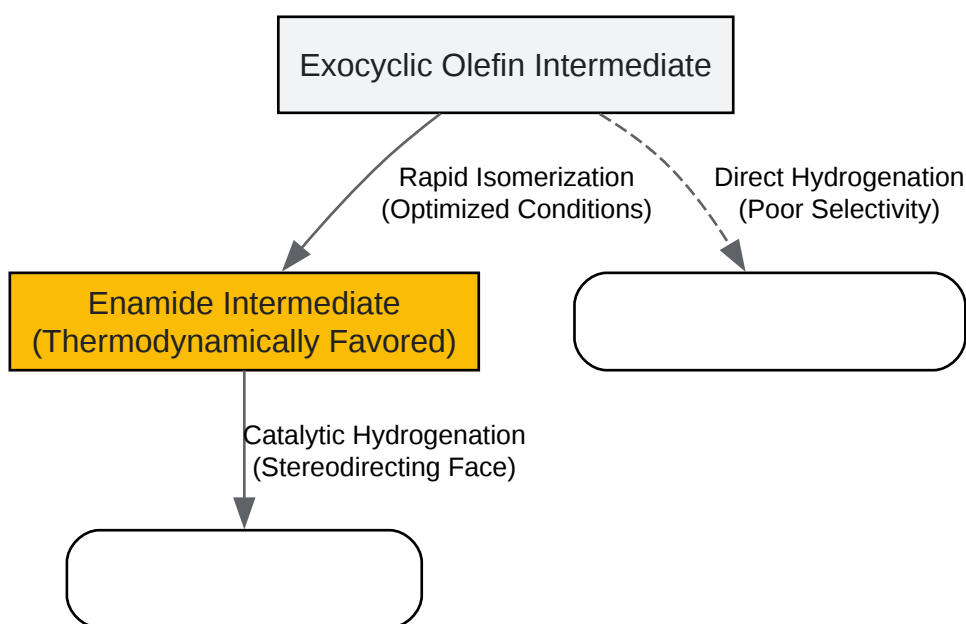 Exocyclic Olefin Intermediate
Rapid Isomerization
(Optimized Conditions)
Direct Hydrogenation
(Poor Selectivity)
Enamide Intermediate
(Thermodynamically Favored)
Catalytic Hydrogenation
(Stereodirecting Face)